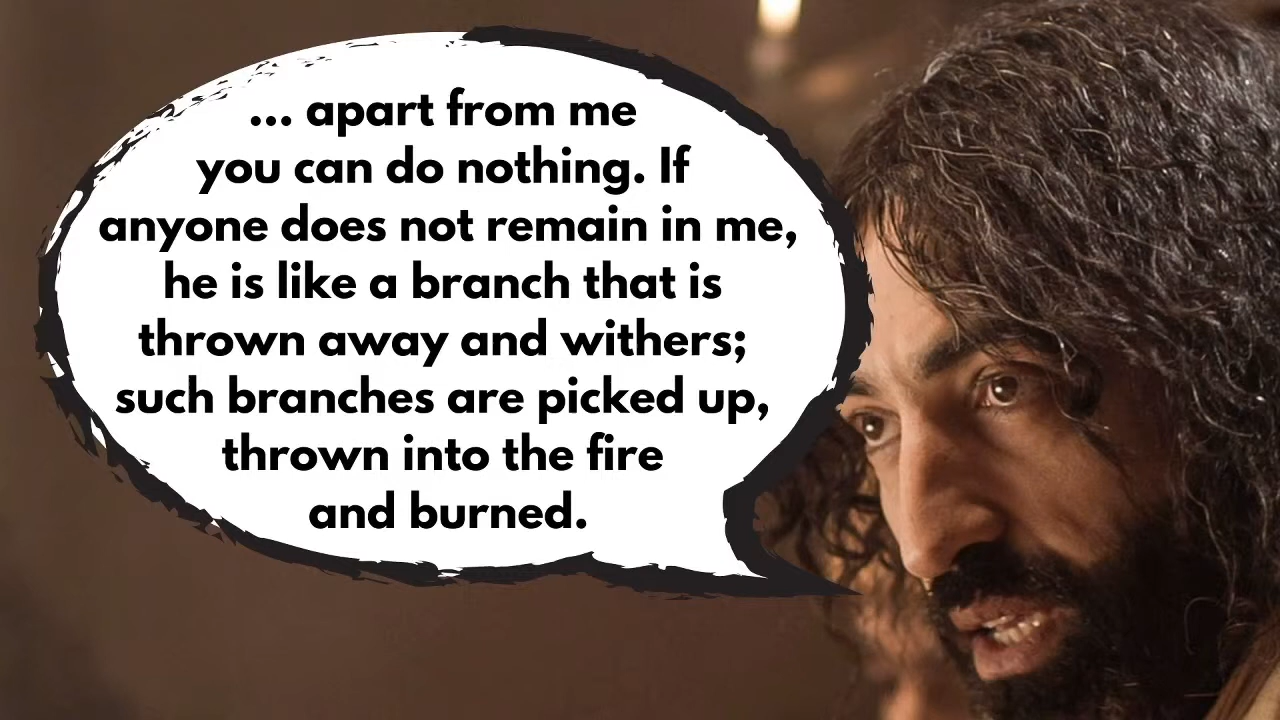 ... apart from me
you can do nothing. If
anyone does not remain in me,
he is like a branch that is
thrown away and withers;
such branches are picked up,
thrown into the fire
and burned.